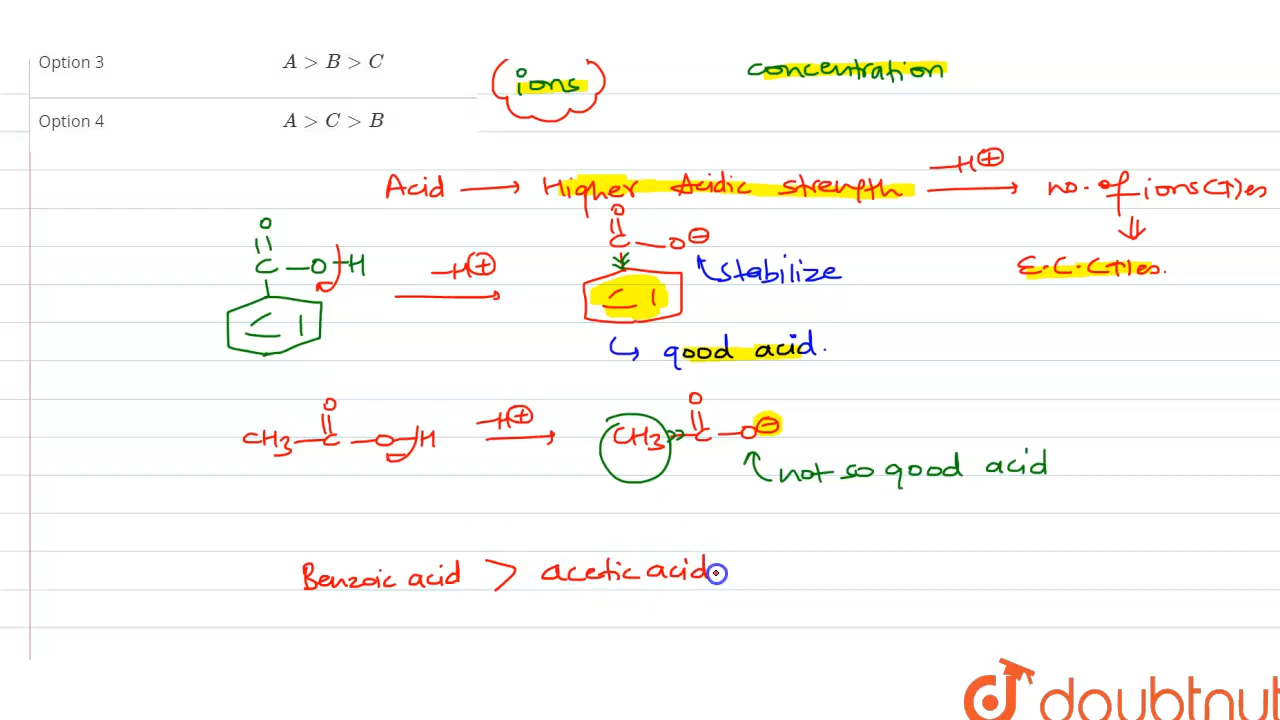 Option 3 A > B > C
ions
concentration
Option 4 A > C > B
Acid → Higher Acidic strength -H⊕ → no. of ions(↑)es
⇓
E.C.(↑)es.
O
C-O-H
-H⊕
O
C-O⊖
stabilize
good acid.
O
CH3-C-O-H
-H⊕
O
CH3-C-O⊖
not so good acid
Benzoic acid > acetic acid
doubtnut